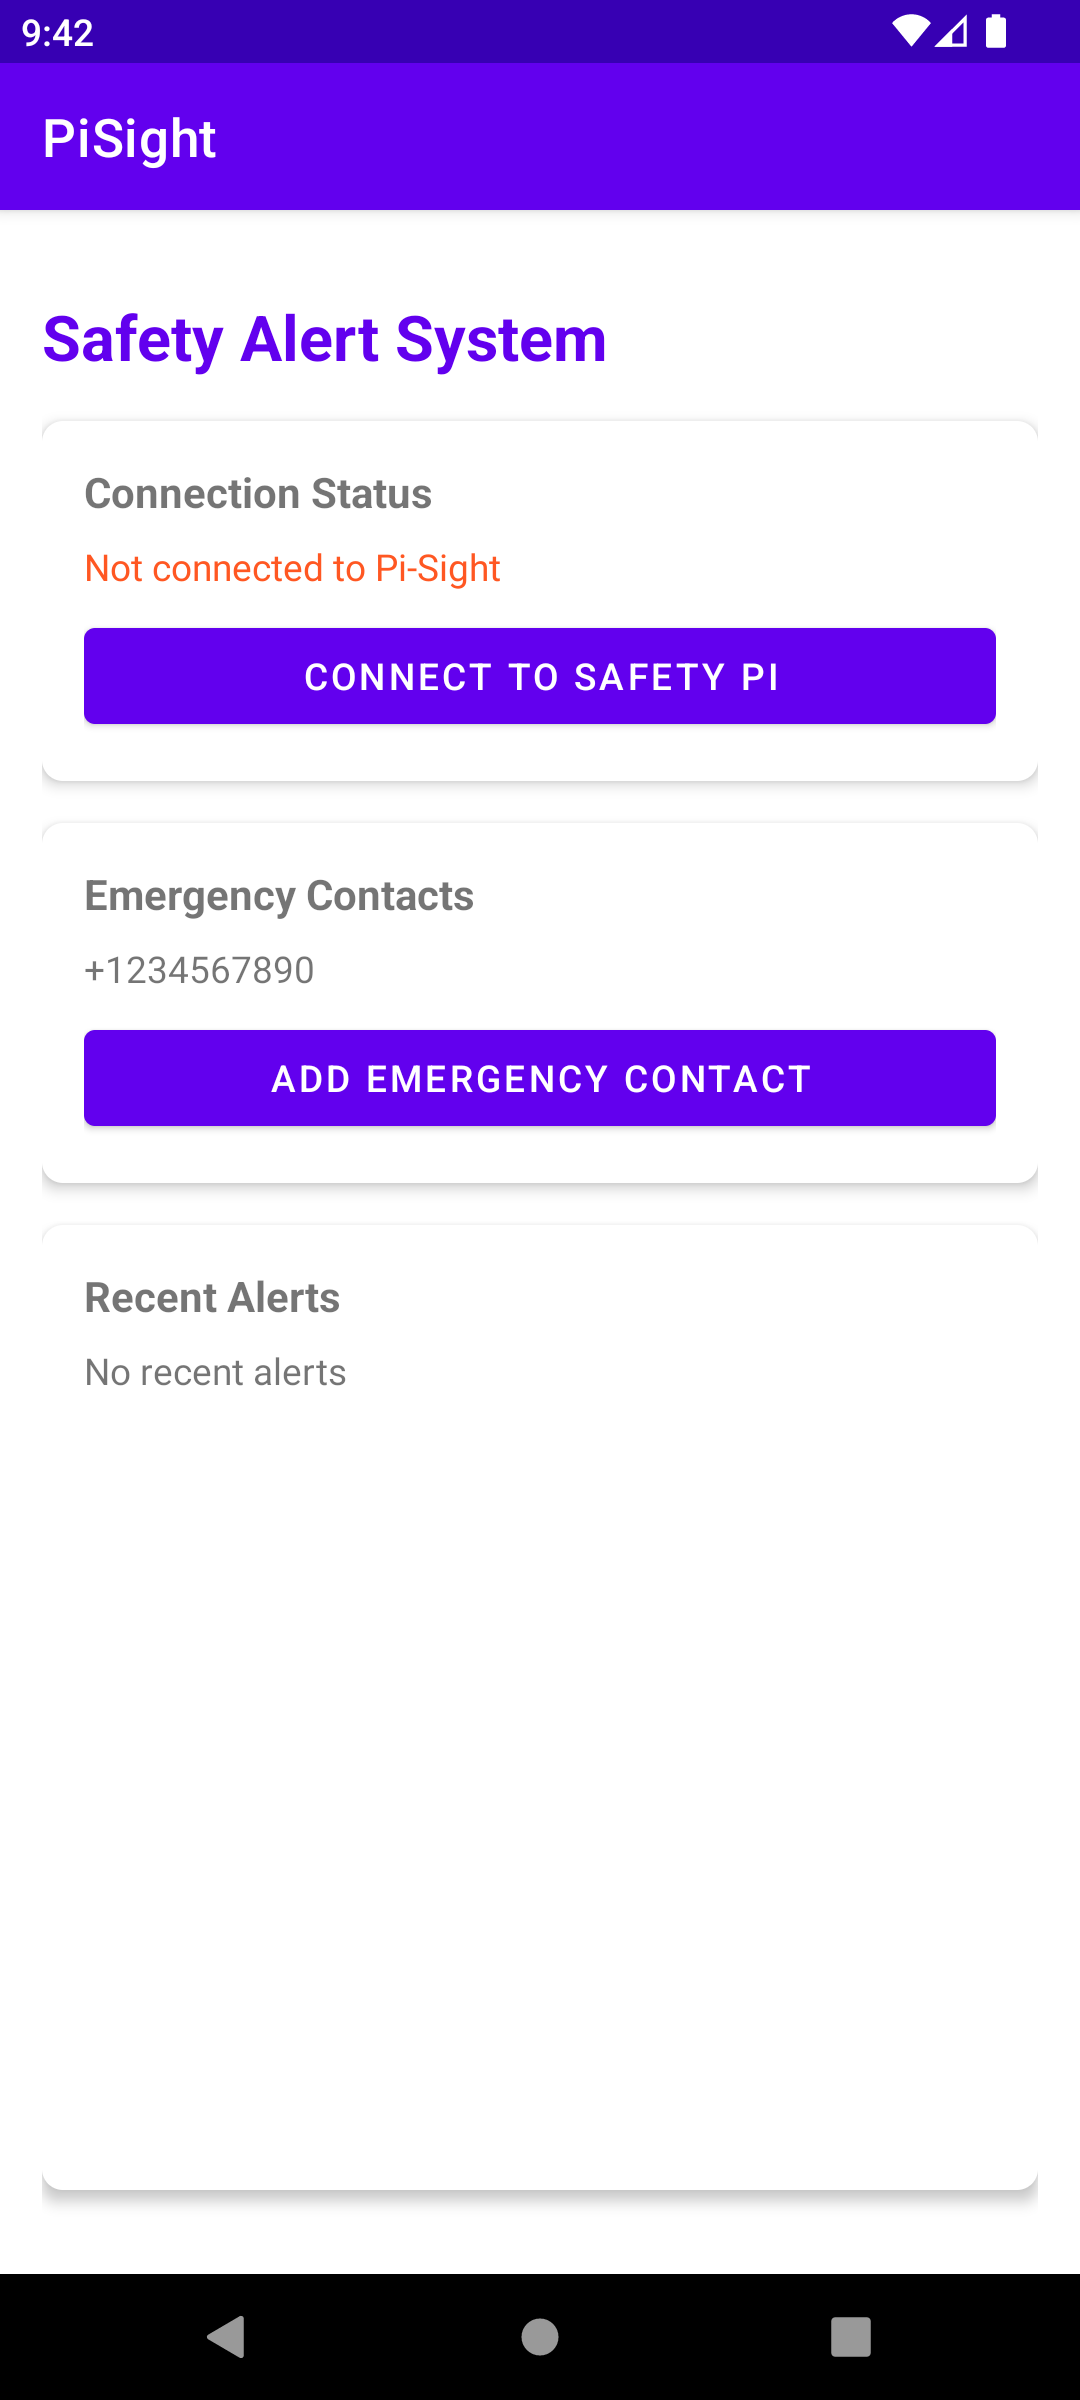 9:42
PiSight
Safety Alert System
Connection Status
Not connected to Pi-Sight
CONNECT TO SAFETY PI
Emergency Contacts
+1234567890
ADD EMERGENCY CONTACT
Recent Alerts
No recent alerts